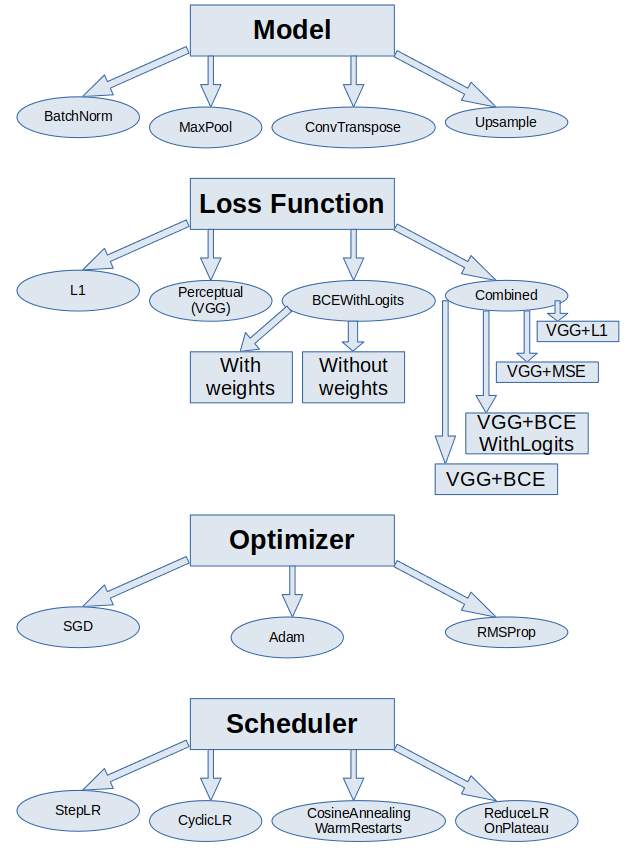 Model
BatchNorm
MaxPool
ConvTranspose
Upsample
Loss Function
L1
Perceptual
(VGG)
BCEWithLogits
Combined
VGG+L1
With
weights
Without
weights
VGG+MSE
VGG+BCE
WithLogits
VGG+BCE
Optimizer
SGD
Adam
RMSProp
Scheduler
StepLR
CyclicLR
CosineAnnealing
WarmRestarts
ReduceLR
OnPlateau